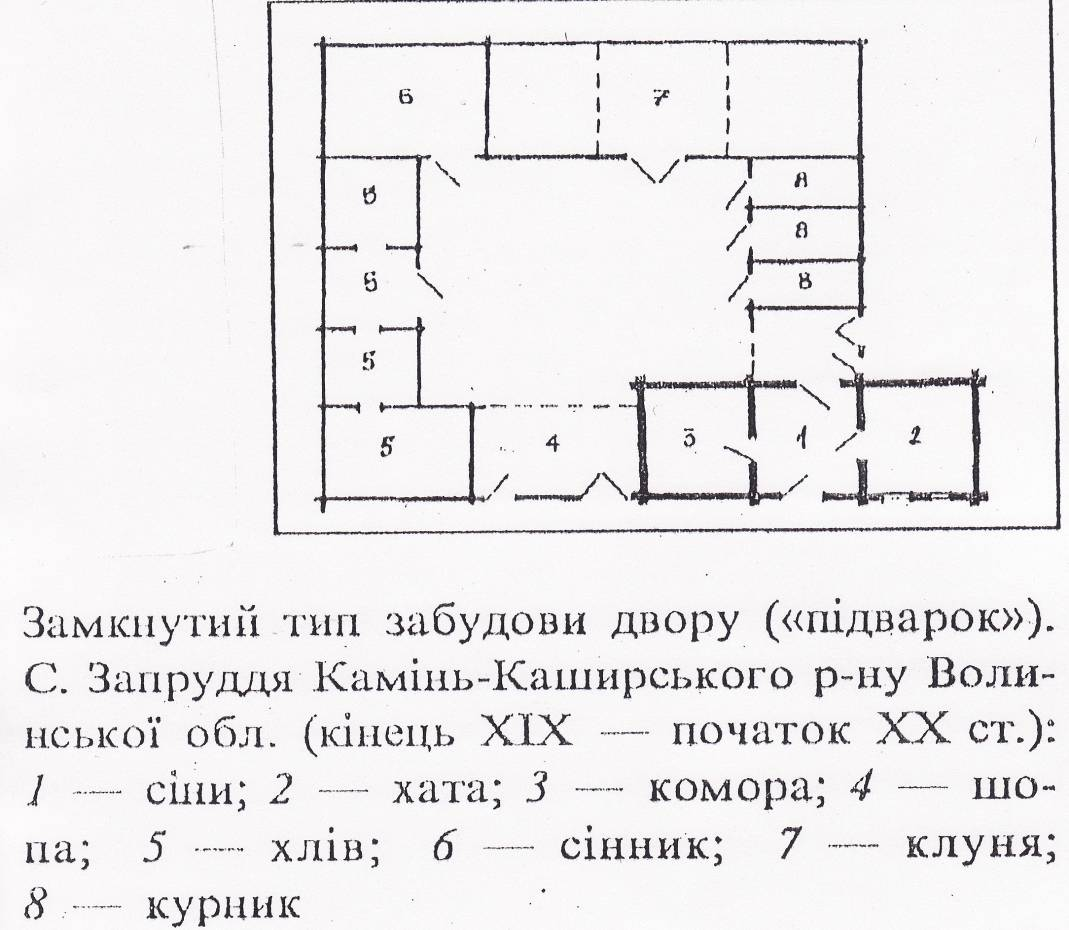 6
7
5
8
8
5
8
5
5
4
3
1
2
Замкнутий тип забудови двору («підварок»).
С. Запруддя Камінь-Каширського р-ну Воли-
нської обл. (кінець XIX — початок XX ст.):
1 — сіни; 2 — хата; 3 — комора; 4 — шо-
па; 5 — хлів; 6 — сінник; 7 — клуня;
8 — курник